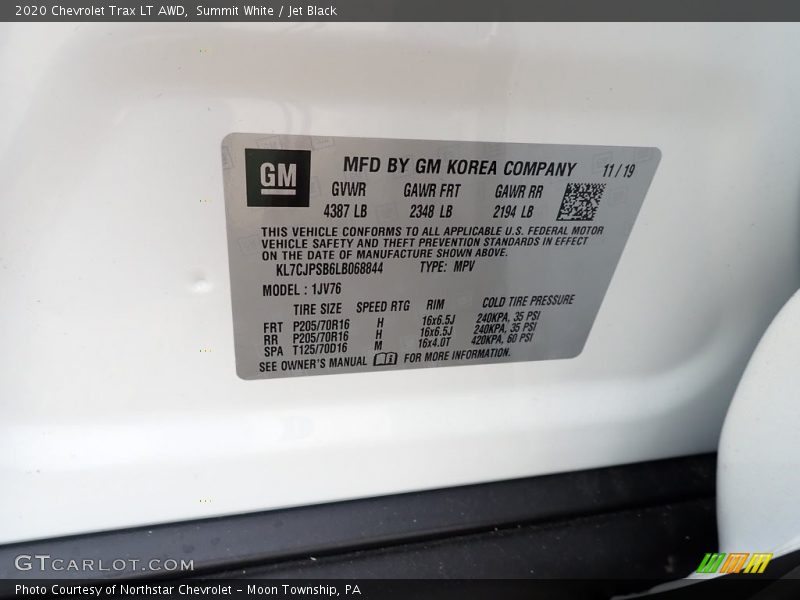 2020 Chevrolet Trax LT AWD, Summit White / Jet Black
GM
MFD BY GM KOREA COMPANY 11/19
GVWR GAWR FRT GAWR RR
4387 LB 2348 LB 2194 LB
THIS VEHICLE CONFORMS TO ALL APPLICABLE U.S. FEDERAL MOTOR
VEHICLE SAFETY AND THEFT PREVENTION STANDARDS IN EFFECT
ON THE DATE OF MANUFACTURE SHOWN ABOVE.
KL7CJPSB6LB068844 TYPE: MPV
MODEL : 1JV76
TIRE SIZE SPEED RTG RIM COLD TIRE PRESSURE
FRT P205/70R16 H 16x6.5J 240KPA, 35 PSI
RR P205/70R16 H 16x6.5J 240KPA, 35 PSI
SPA T125/70D16 M 16x4.0T 420KPA, 60 PSI
SEE OWNER'S MANUAL FOR MORE INFORMATION.
GTCARLOT.COM
Photo Courtesy of Northstar Chevrolet - Moon Township, PA